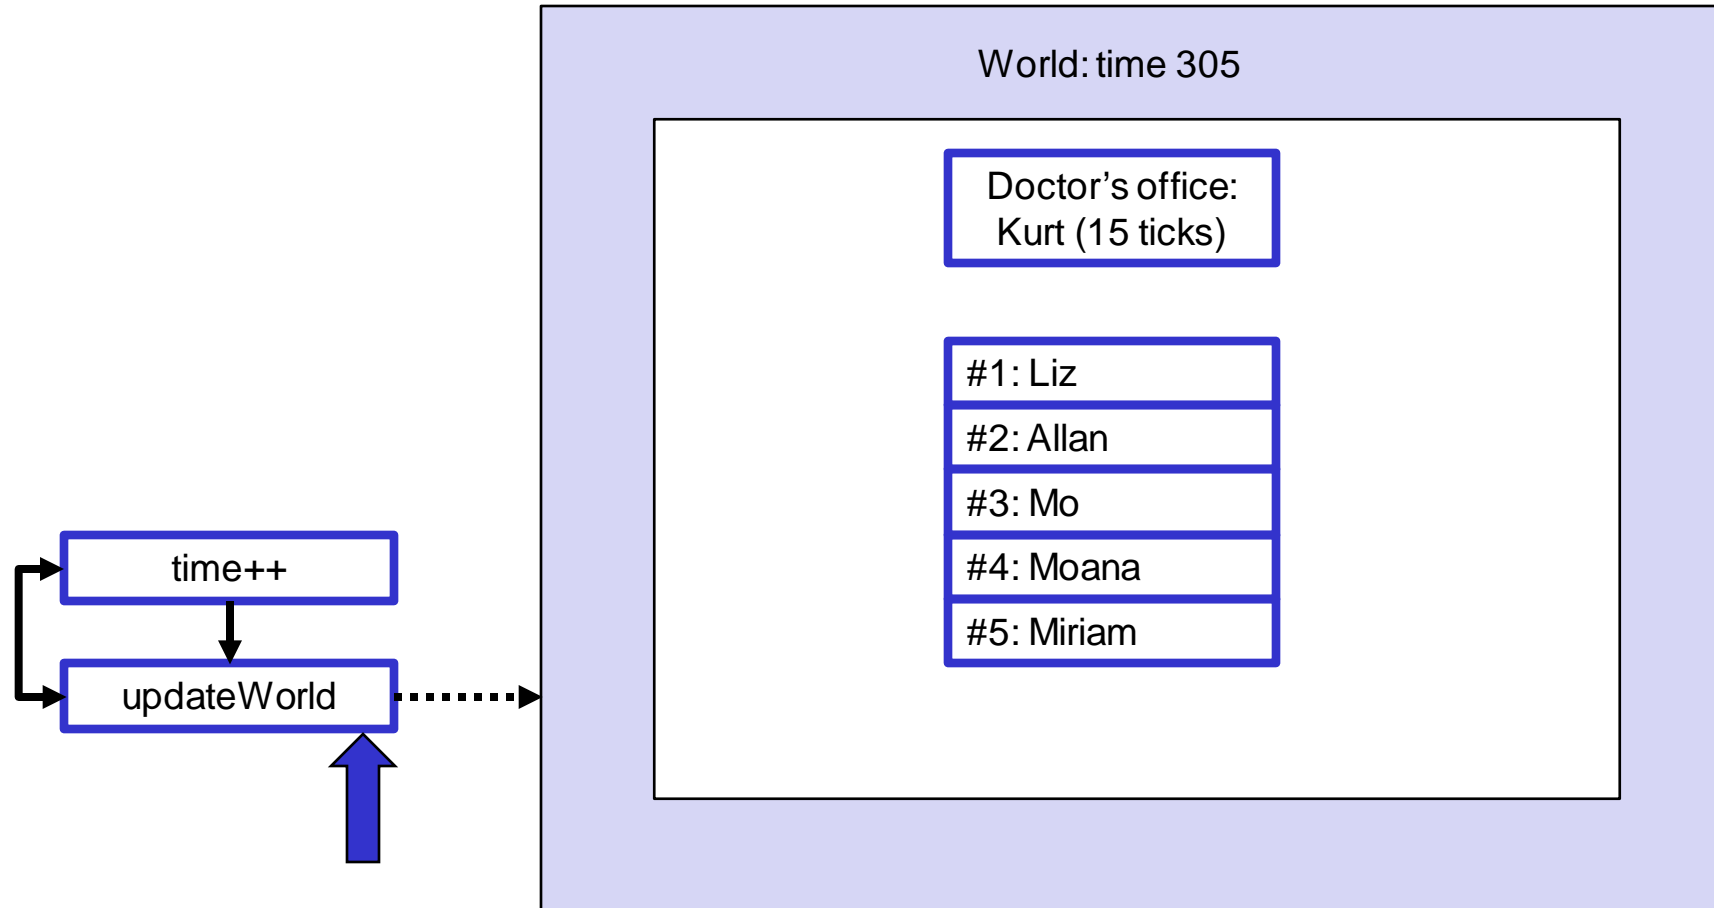 World: time 305
Doctor’s office:
Kurt (15 ticks)
#1: Liz
#2: Allan
#3: Mo
#4: Moana
#5: Miriam
time++
updateWorld